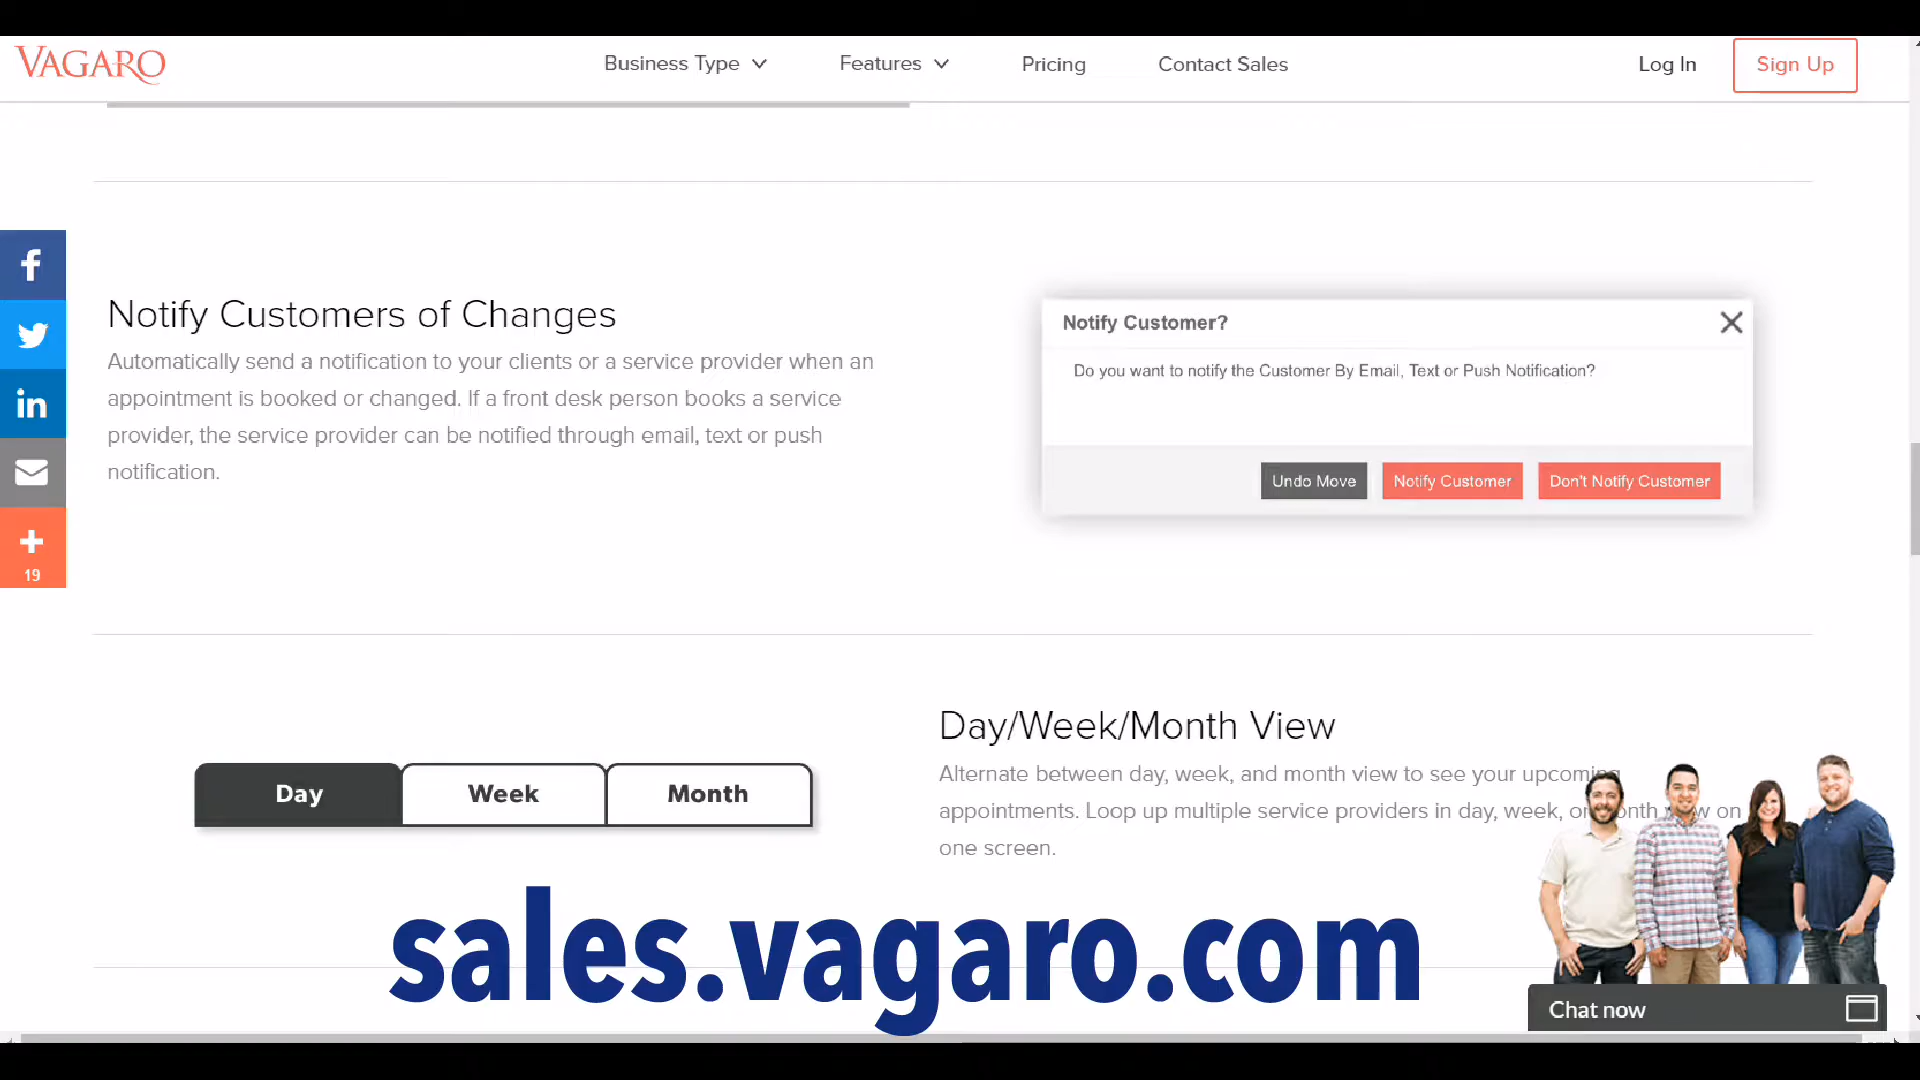 VAGARO
Business Type
Features
Pricing
Contact Sales
Log In
Sign Up
19
Notify Customers of Changes
Automatically send a notification to your clients or a service provider when an
appointment is booked or changed. If a front desk person books a service
provider, the service provider can be notified through email, text or push
notification.
Notify Customer?
Do you want to notify the Customer By Email, Text or Push Notification?
Undo Move
Notify Customer
Don't Notify Customer
Day
Week
Month
Day/Week/Month View
Alternate between day, week, and month view to see your upcoming
appointments. Loop up multiple service providers in day, week, or month view on
one screen.
sales.vagaro.com
Chat now